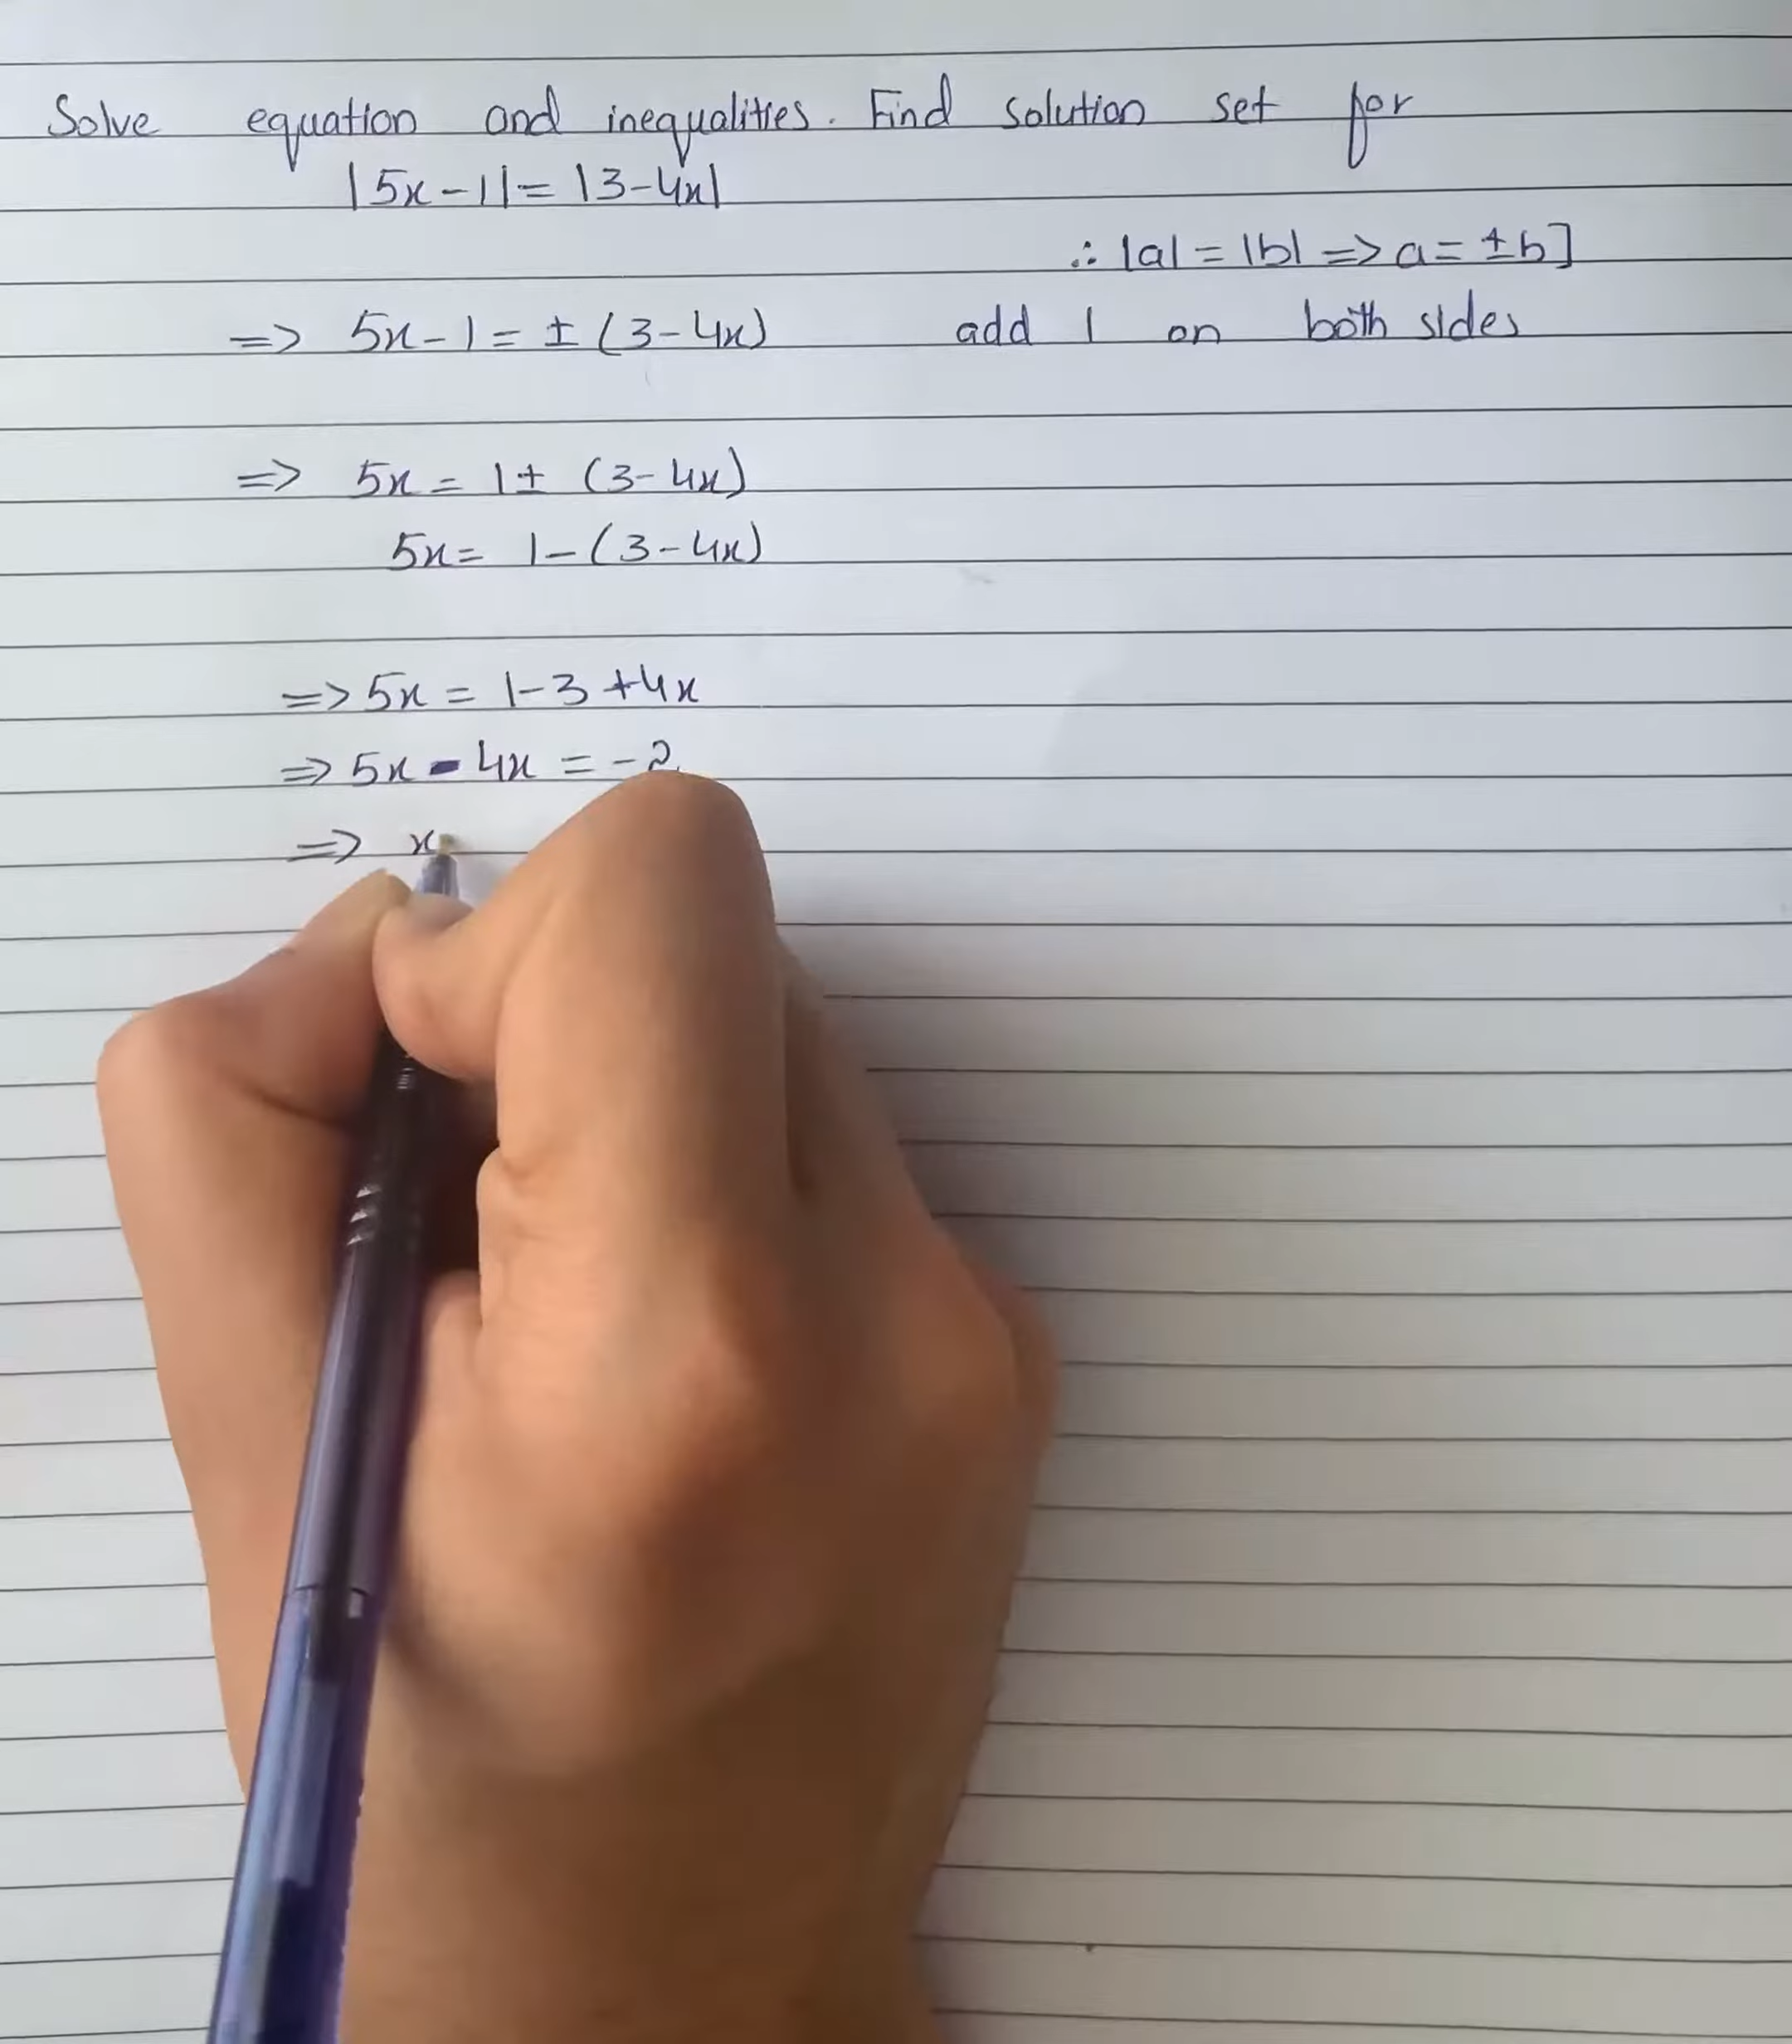 Solve equation and inequalities. Find solution set for
|5x-1| = |3-4x|
∴ |a| = |b| => a = ±b]
=> 5x-1 = ± (3-4x) add 1 on both sides
=> 5x = 1 ± (3-4x)
5x = 1-(3-4x)
=> 5x = 1-3+4x
=> 5x - 4x = -2
=> x